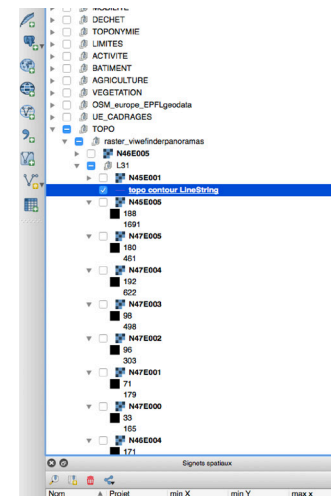 MOBILITE
DECHET
TOPONYMIE
LIMITES
ACTIVITE
BATIMENT
AGRICULTURE
VEGETATION
OSM_europe_EPFLgeodata
UE_CADRAGES
TOPO
raster_viwefinderpanoramas
N46E005
L31
N45E001
topo contour LineString
N45E005
188
1691
N47E005
180
461
N47E004
192
622
N47E003
98
498
N47E002
96
303
N47E001
71
179
N47E000
33
165
N46E004
171
Signets spatiaux
Nom Projet min X min Y max x